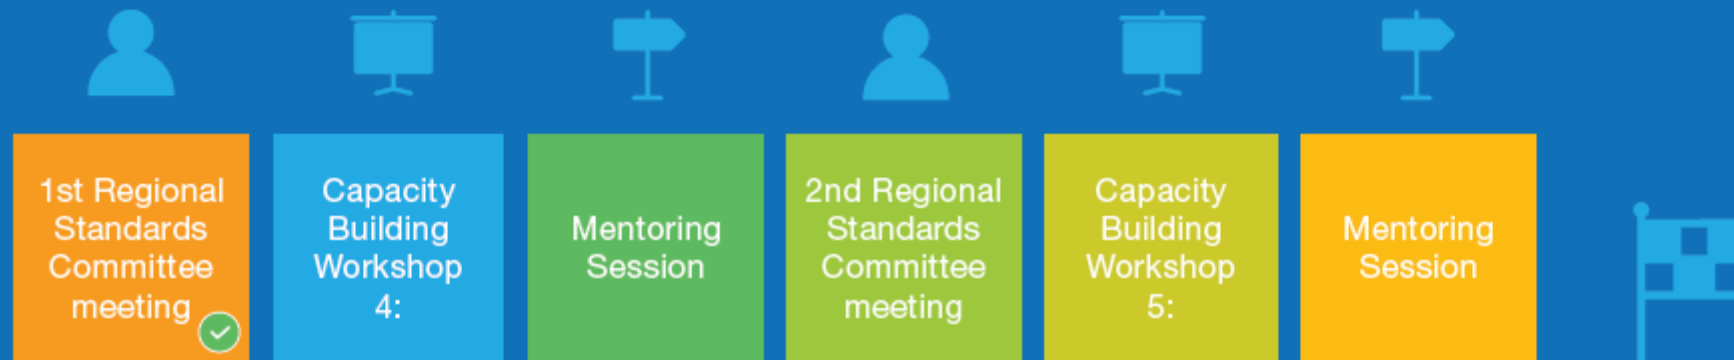 1st Regional
Standards
Committee
meeting
Capacity
Building
Workshop
4:
Mentoring
Session
2nd Regional
Standards
Committee
meeting
Capacity
Building
Workshop
5:
Mentoring
Session